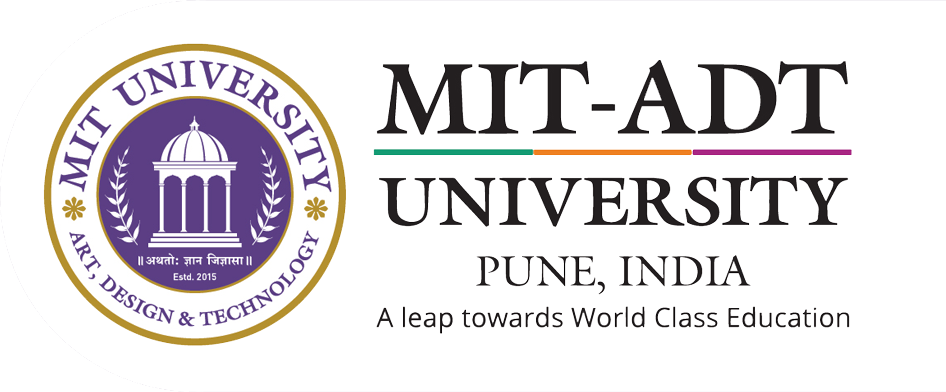 MIT UNIVERSITY
॥अथतो: ज्ञान जिज्ञासा॥
Estd. 2015
ART, DESIGN & TECHNOLOGY
MIT-ADT
UNIVERSITY
PUNE, INDIA
A leap towards World Class Education